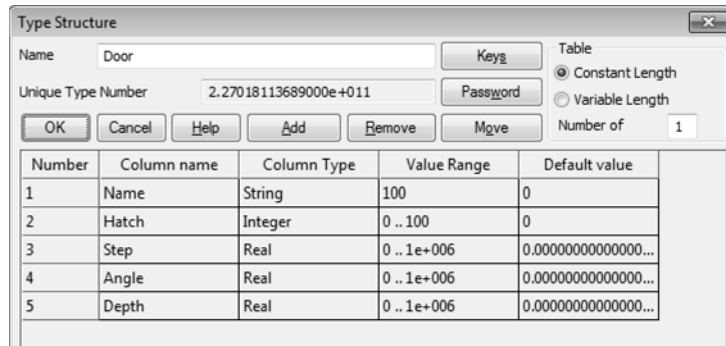 Type Structure
Name Door Keys Table
Constant Length
Unique Type Number 2.27018113689000e+011 Password Variable Length
OK Cancel Help Add Remove Move Number of 1
Number Column name Column Type Value Range Default value
1 Name String 100 0
2 Hatch Integer 0 .. 100 0
3 Step Real 0 .. 1e+006 0.00000000000000...
4 Angle Real 0 .. 1e+006 0.00000000000000...
5 Depth Real 0 .. 1e+006 0.00000000000000...